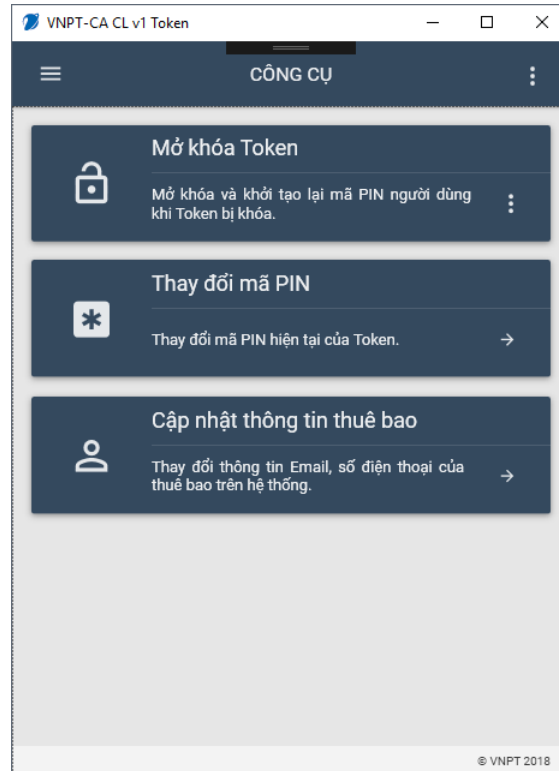 VNPT-CA CL v1 Token
CÔNG CỤ
Mở khóa Token
Mở khóa và khởi tạo lại mã PIN người dùng
khi Token bị khóa.
Thay đổi mã PIN
Thay đổi mã PIN hiện tại của Token.
Cập nhật thông tin thuê bao
Thay đổi thông tin Email, số điện thoại của
thuê bao trên hệ thống.
© VNPT 2018